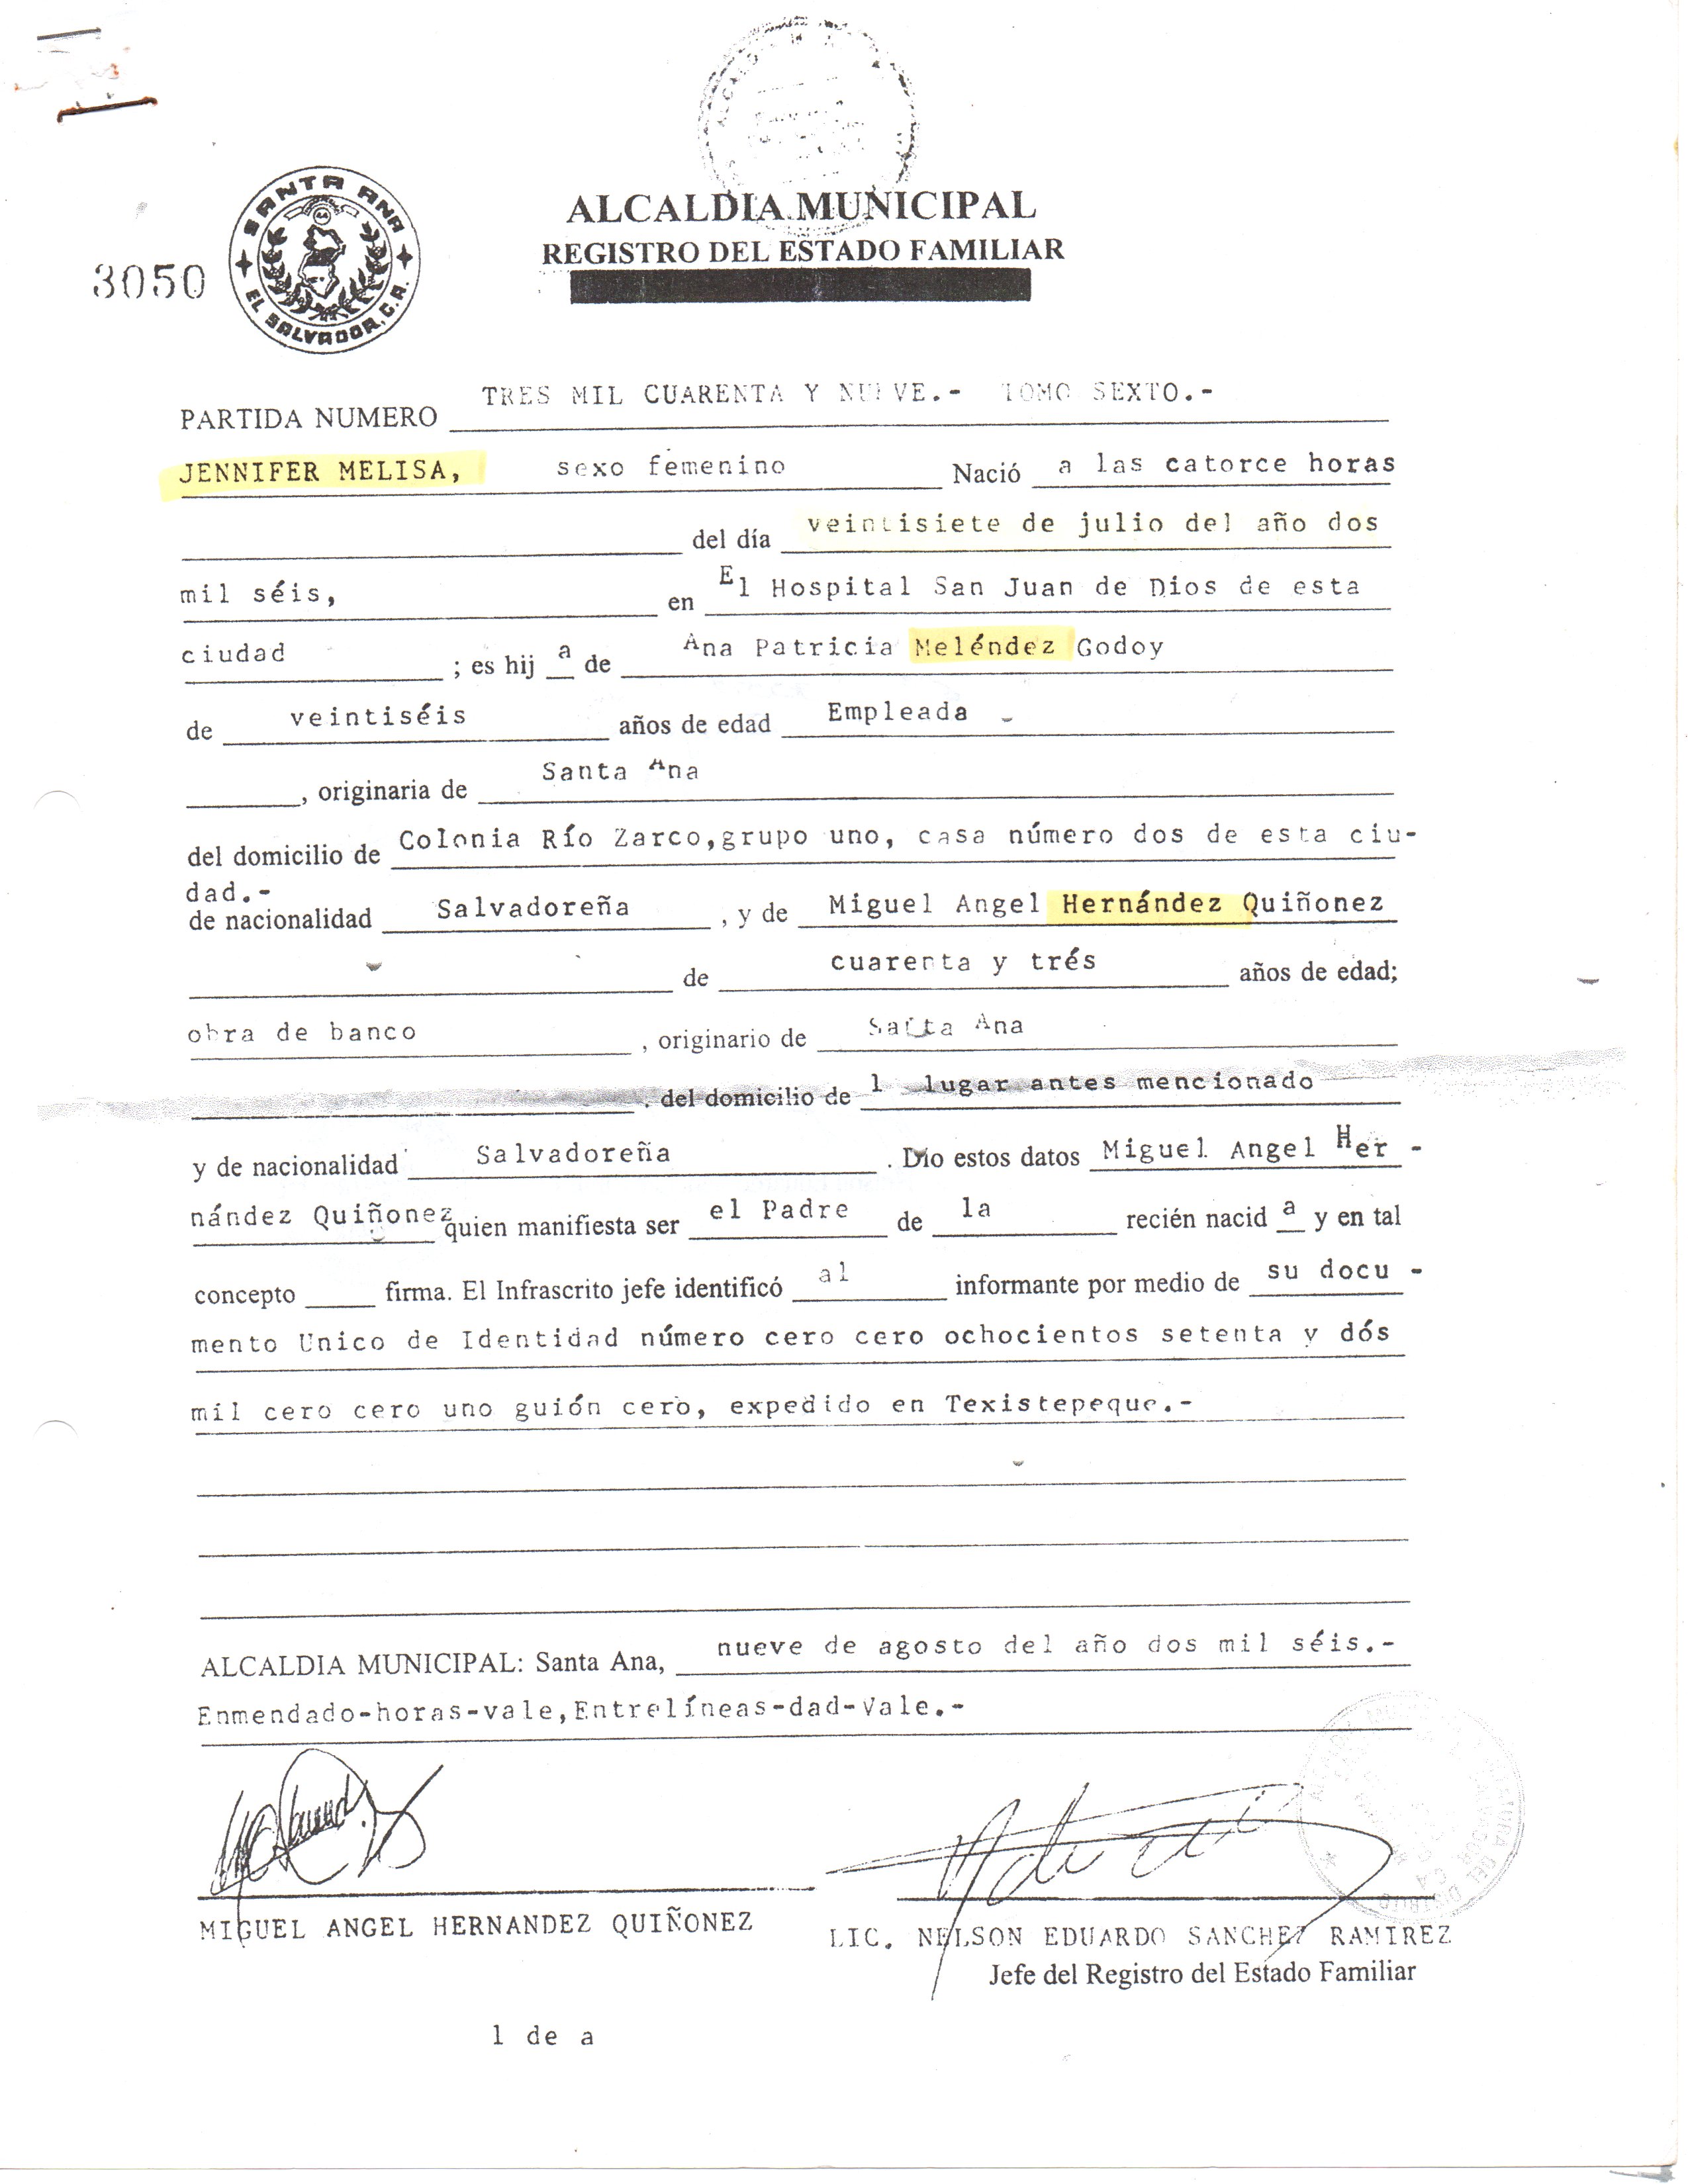 ALCALDIA MUNICIPAL
REGISTRO DEL ESTADO FAMILIAR
3050
SANTA ANA
EL SALVADOR, C.A.
PARTIDA NUMERO TRES MIL CUARENTA Y NUEVE.- TOMO SEXTO.-
JENNIFER MELISA, sexo femenino Nació a las catorce horas
del día veintisiete de julio del año dos
mil séis, en El Hospital San Juan de Dios de esta
ciudad ; es hij a de Ana Patricia Meléndez Godoy
de veintiséis años de edad Empleada
, originaria de Santa Ana
del domicilio de Colonia Río Zarco,grupo uno, casa número dos de esta ciu-
dad.-
de nacionalidad Salvadoreña , y de Miguel Angel Hernández Quiñonez
de cuarenta y trés años de edad;
obra de banco , originario de Santa Ana
, del domicilio de l lugar antes mencionado
y de nacionalidad Salvadoreña . Dio estos datos Miguel Angel Her-
nández Quiñonez quien manifiesta ser el Padre de la recién nacid a y en tal
concepto firma. El Infrascrito jefe identificó al informante por medio de su docu-
mento Unico de Identidad número cero cero ochocientos setenta y dós
mil cero cero uno guión cero, expedido en Texistepeque.-
ALCALDIA MUNICIPAL: Santa Ana, nueve de agosto del año dos mil séis.-
Enmendado-horas-vale,Entrelíneas-dad-Vale.-
MIGUEL ANGEL HERNANDEZ QUIÑONEZ
LIC. NELSON EDUARDO SANCHEZ RAMIREZ
Jefe del Registro del Estado Familiar
l de a